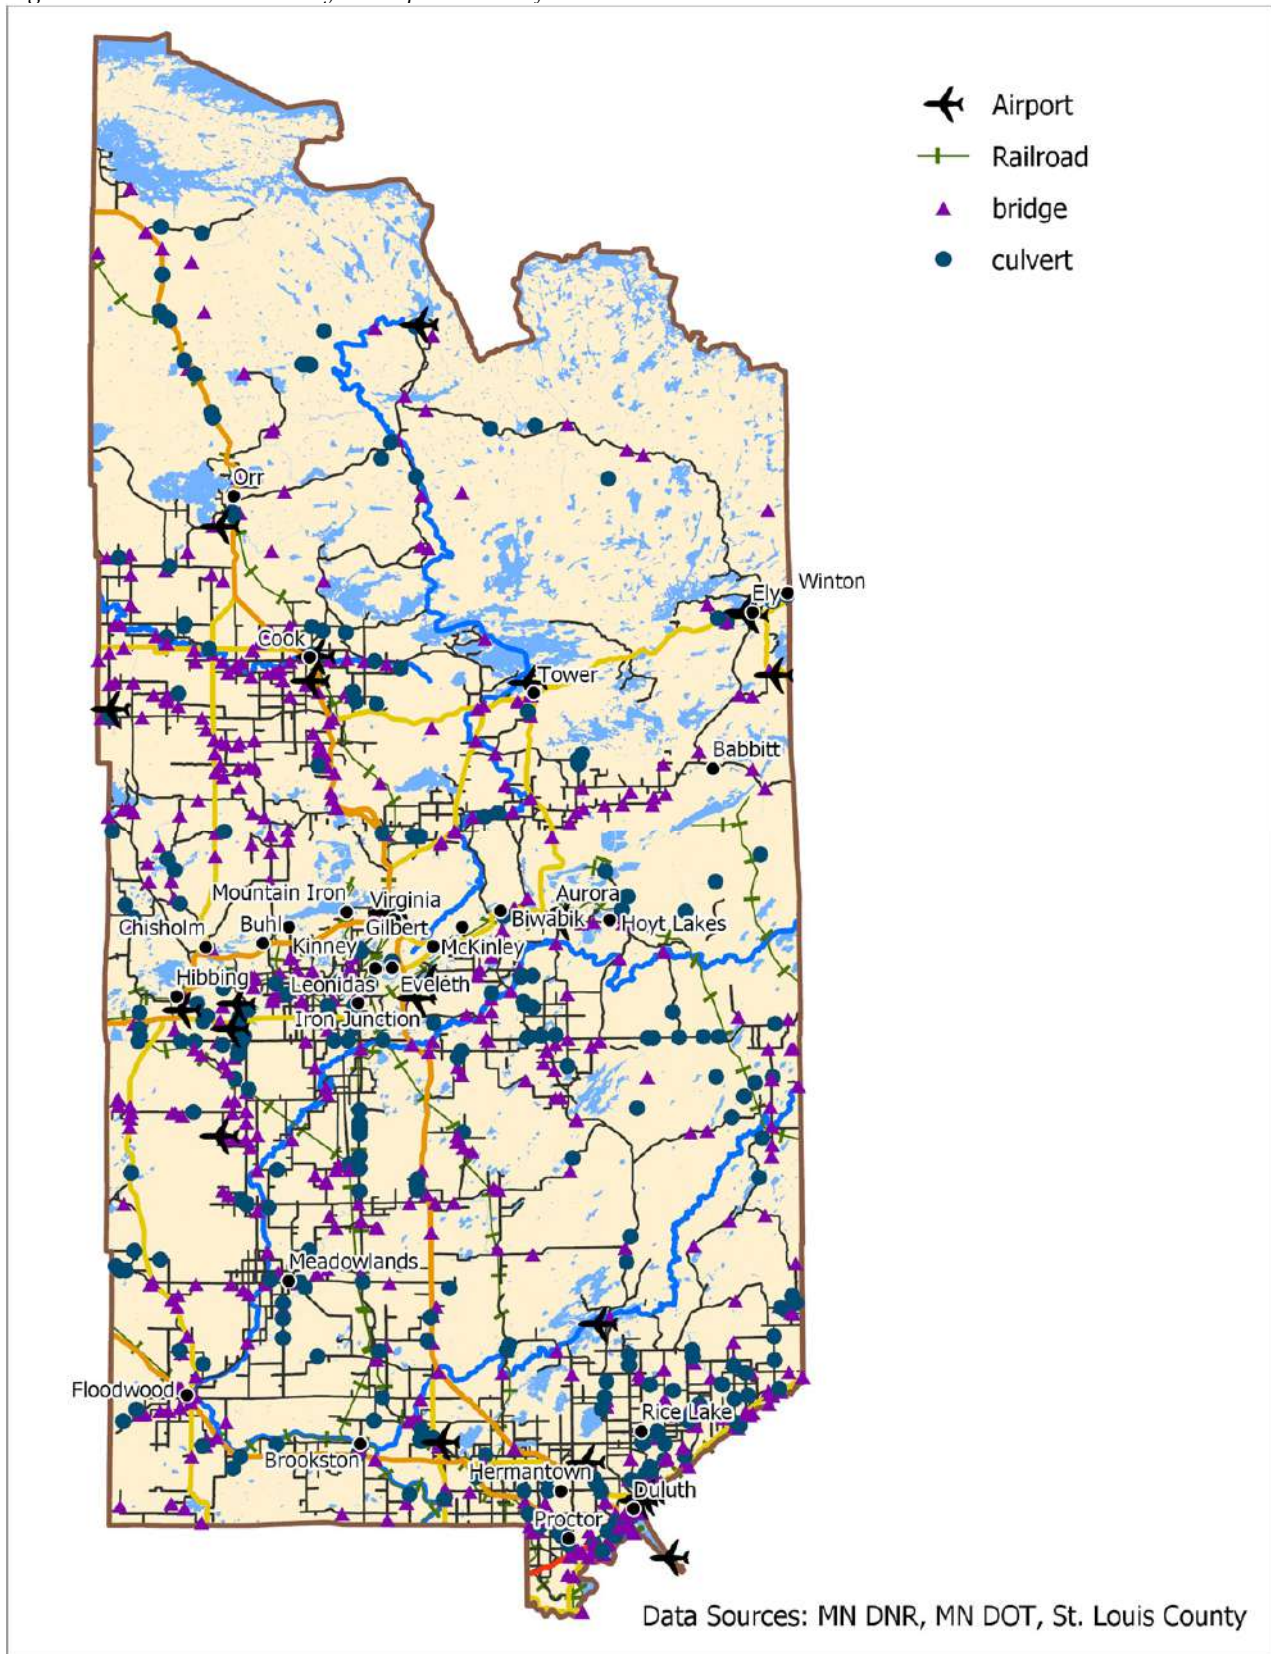 Airport
Railroad
bridge
culvert
Orr
Winton
Ely
Cook
Tower
Babbitt
Mountain Iron
Virginia
Aurora
Chisholm
Buhl
Gilbert
Biwabik
Hoyt Lakes
Kinney
McKinley
Hibbing
Leonidas
Eveleth
Iron Junction
Meadowlands
Floodwood
Rice Lake
Brookston
Hermantown
Duluth
Proctor
Data Sources: MN DNR, MN DOT, St. Louis County